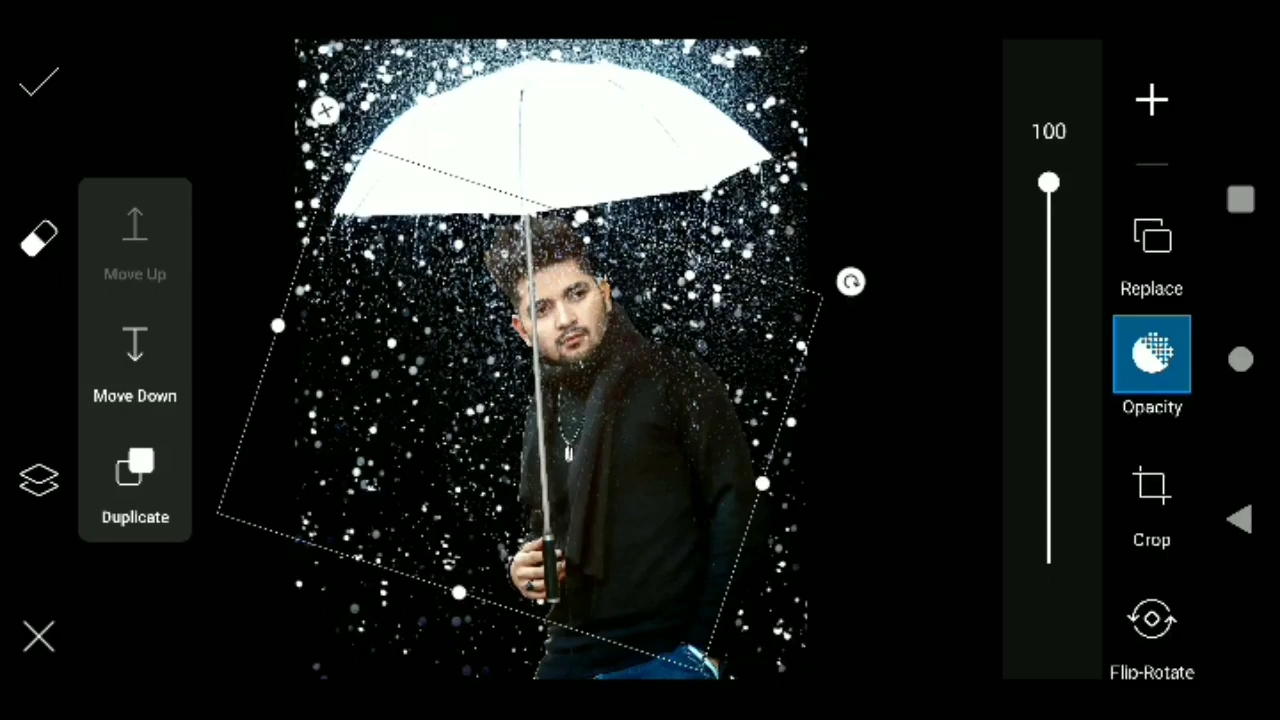 Move Up
Move Down
Duplicate
100
Replace
Opacity
Crop
Flip-Rotate